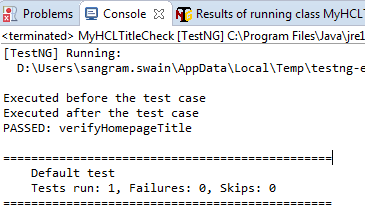 Problems Console Results of running class MyHCLTitle
<terminated> MyHCLTitleCheck [TestNG] C:\Program Files\Java\jre1
[TestNG] Running:
D:\Users\sangram.swain\AppData\Local\Temp\testng-e
Executed before the test case
Executed after the test case
PASSED: verifyHomepageTitle
===============================================
Default test
Tests run: 1, Failures: 0, Skips: 0
===============================================